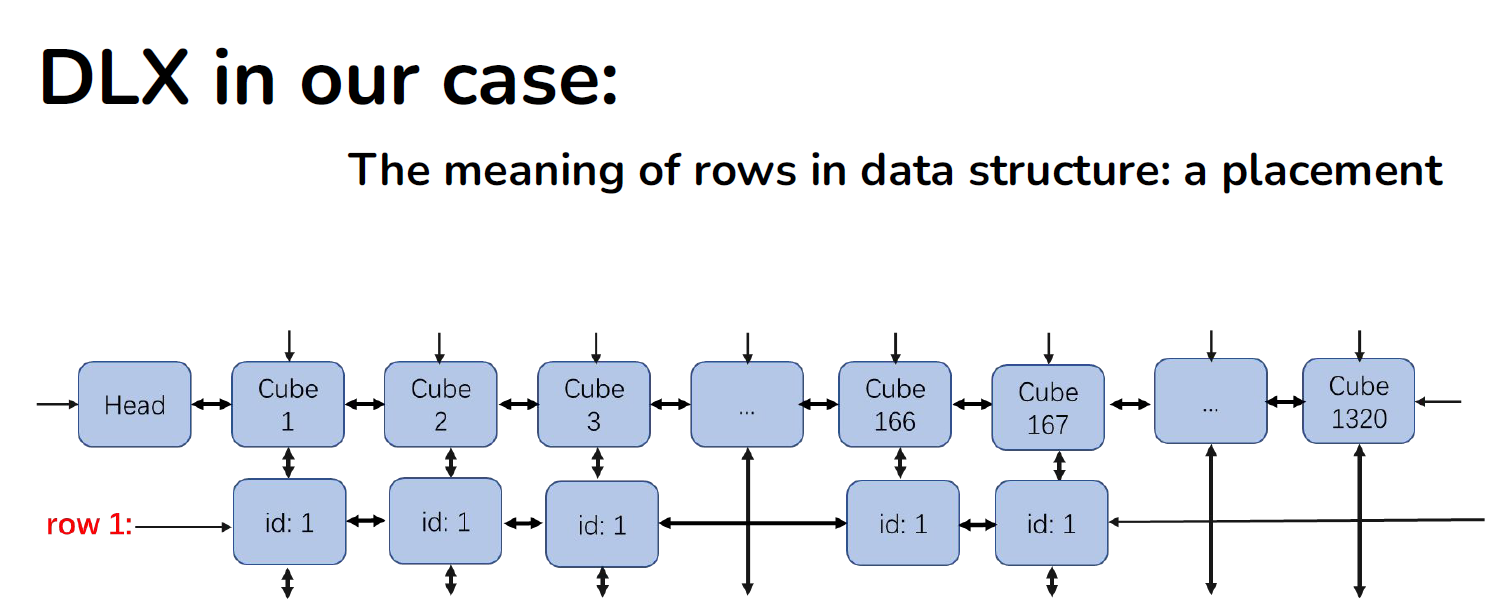 DLX in our case:
The meaning of rows in data structure: a placement
Head
Cube
1
Cube
2
Cube
3
...
Cube
166
Cube
167
...
Cube
1320
row 1:
id: 1
id: 1
id: 1
id: 1
id: 1